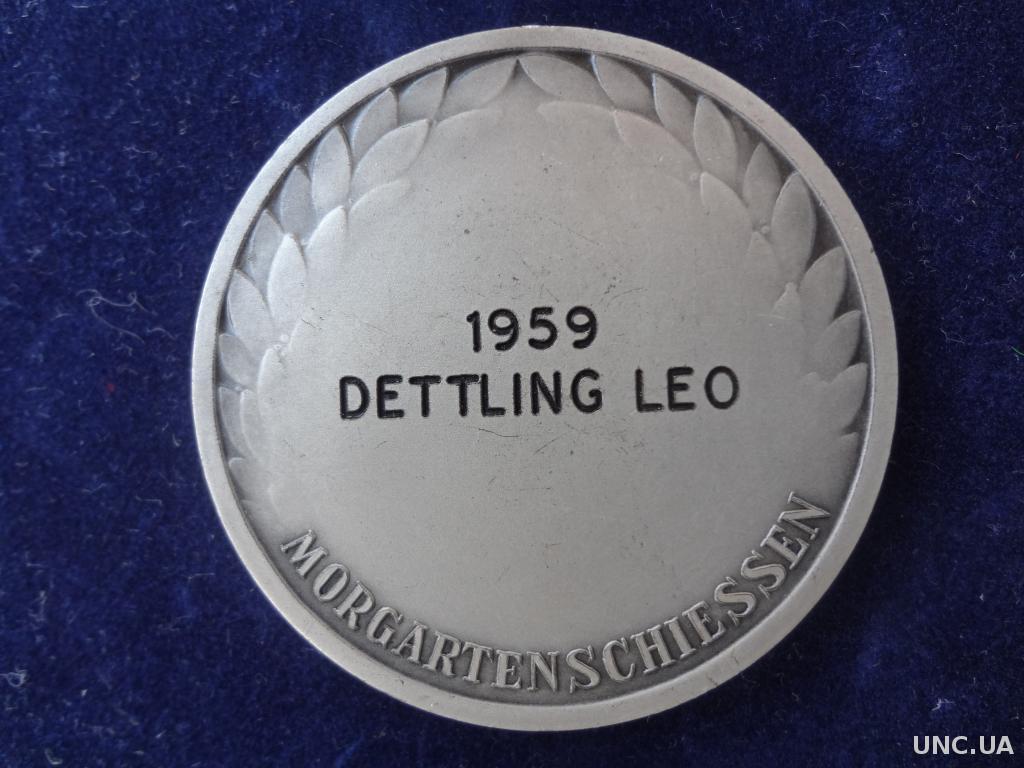 1959
DETTLING LEO
MORGARTENSCHIESSEN
UNC.UA